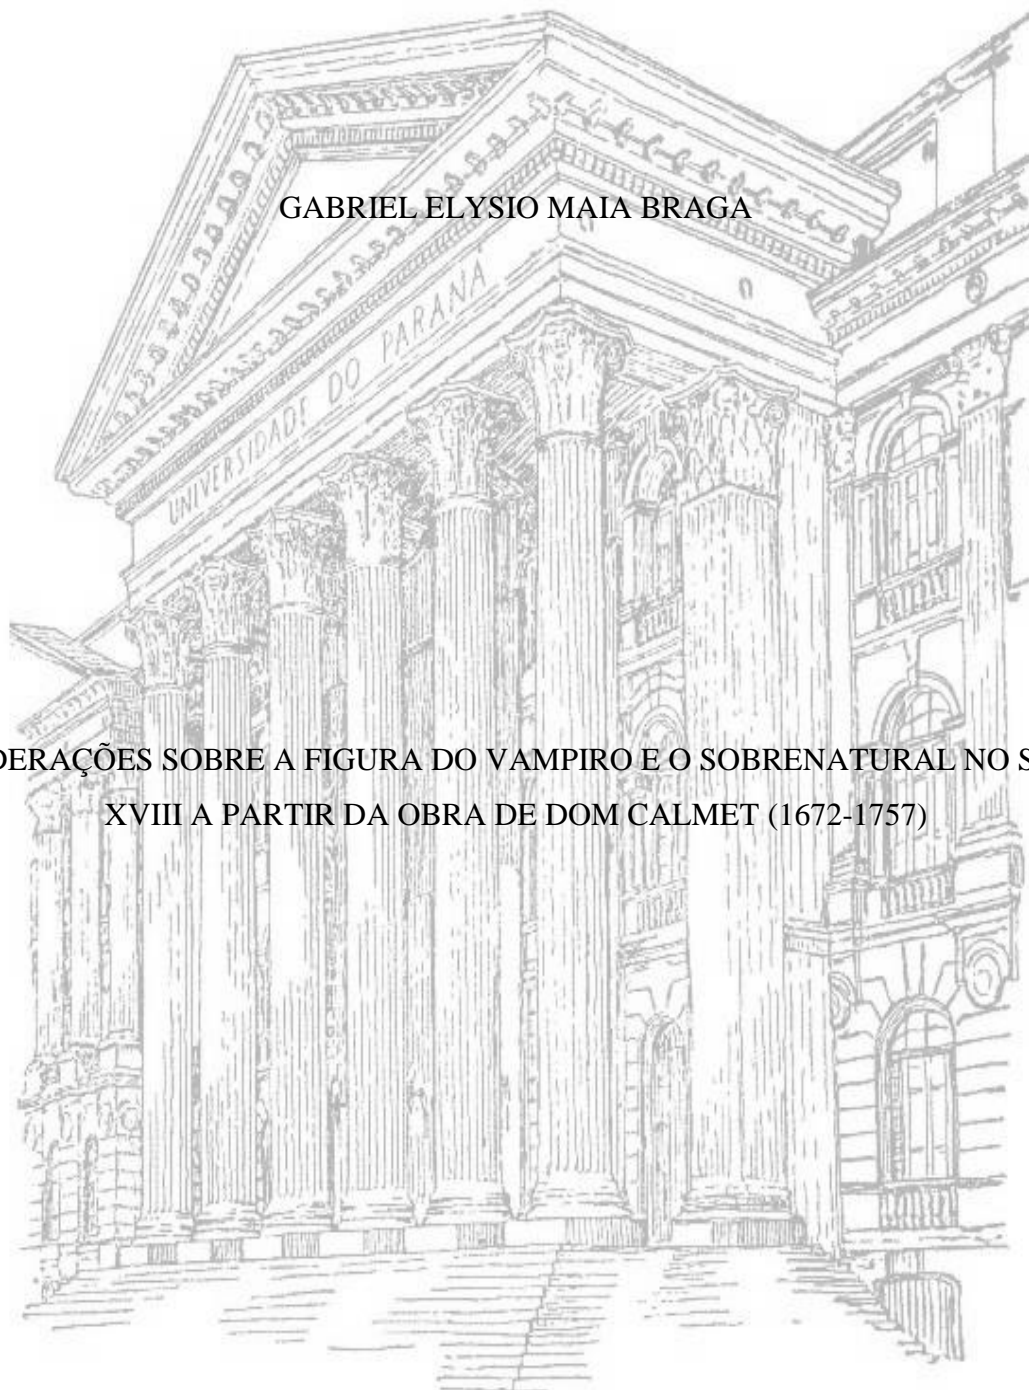 GABRIEL ELYSIO MAIA BRAGA
UNIVERSIDADE DO PARANÁ
DERAÇÕES SOBRE A FIGURA DO VAMPIRO E O SOBRENATURAL NO S
XVIII A PARTIR DA OBRA DE DOM CALMET (1672-1757)